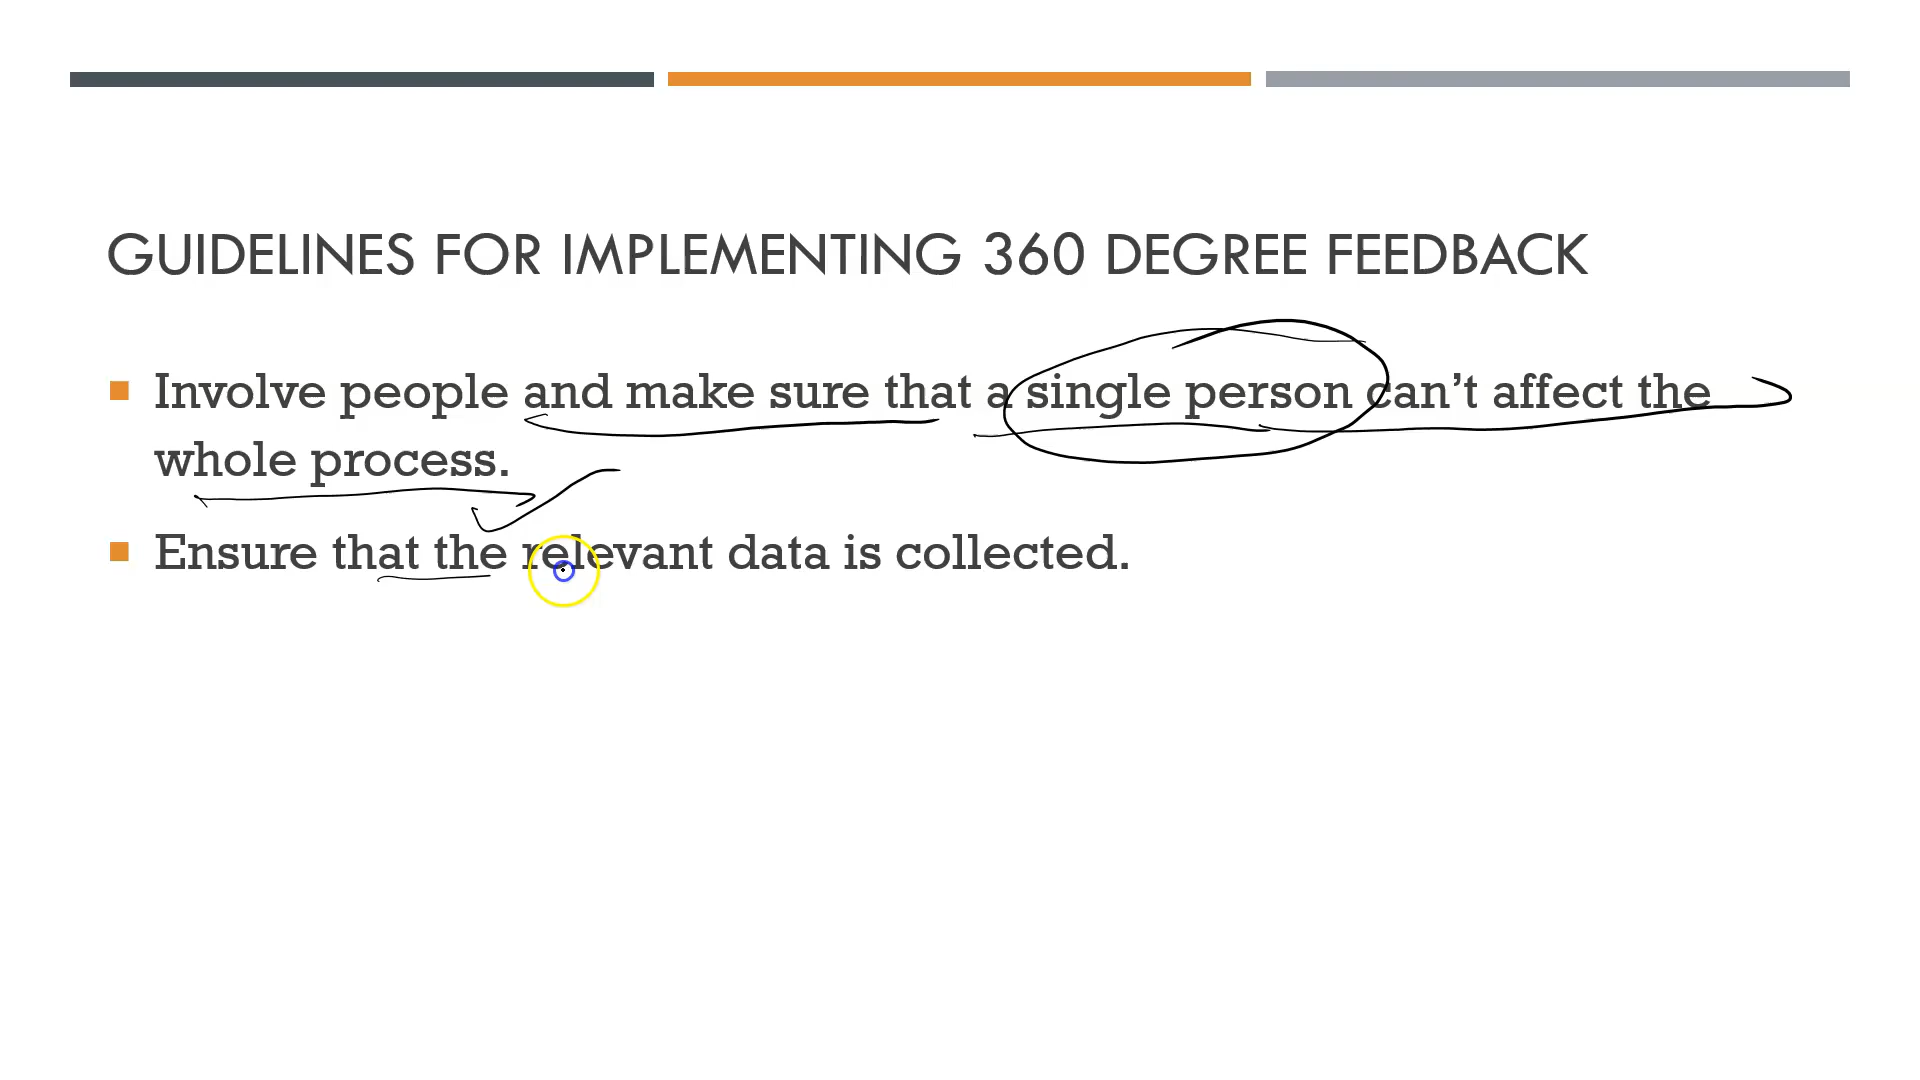 GUIDELINES FOR IMPLEMENTING 360 DEGREE FEEDBACK
Involve people and make sure that a single person can’t affect the
whole process.
Ensure that the relevant data is collected.